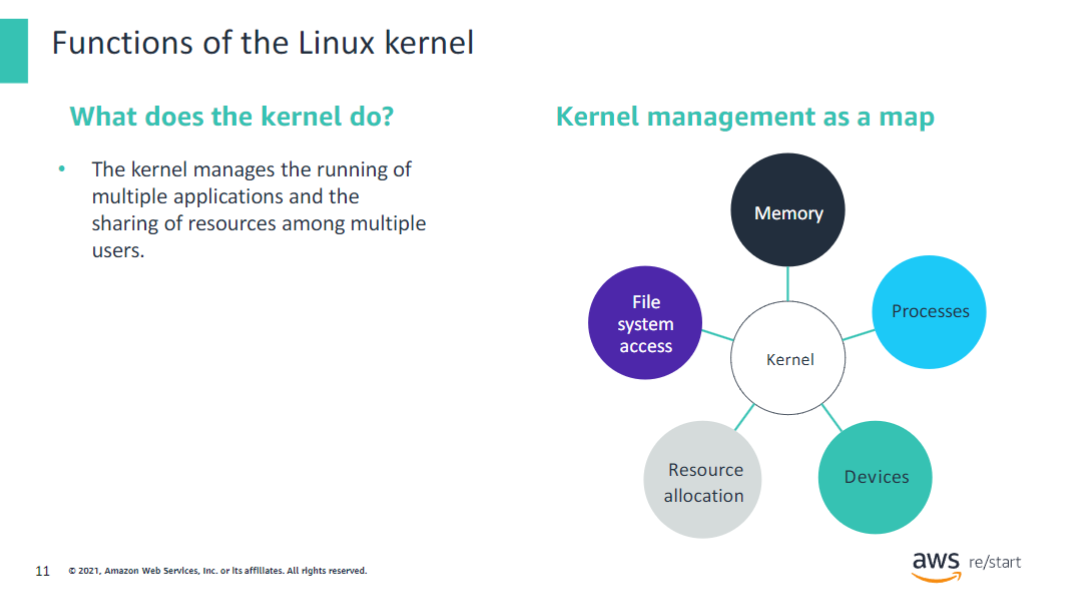 Functions of the Linux kernel
What does the kernel do?
• The kernel manages the running of
multiple applications and the
sharing of resources among multiple
users.
Kernel management as a map
Memory
File
system
access
Processes
Kernel
Resource
allocation
Devices
11 © 2021, Amazon Web Services, Inc. or its affiliates. All rights reserved.
aws re/start